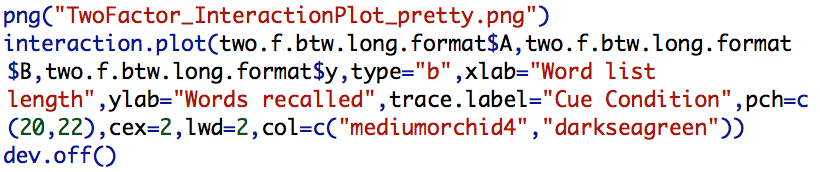 png("TwoFactor_InteractionPlot_pretty.png")
interaction.plot(two.f.btw.long.format$A,two.f.btw.long.format
$B,two.f.btw.long.format$y,type="b",xlab="Word list
length",ylab="Words recalled",trace.label="Cue Condition",pch=c
(20,22),cex=2,lwd=2,col=c("mediumorchid4","darkseagreen"))
dev.off()